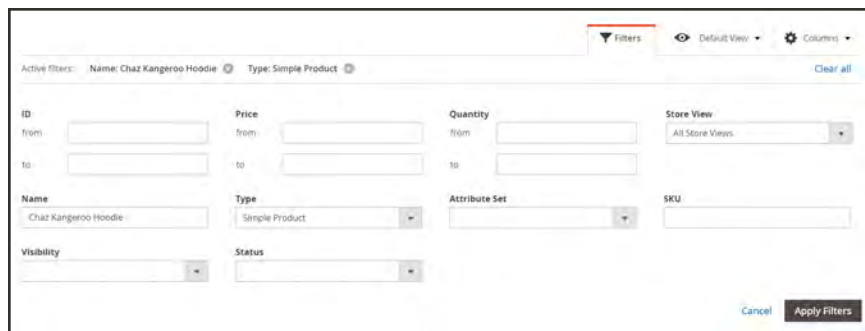 Filters Default View Columns
Active filters: Name: Chaz Kangeroo Hoodie Type: Simple Product Clear all
ID Price Quantity Store View
from from from All Store Views
to to to
Name Type Attribute Set SKU
Chaz Kangeroo Hoodie Simple Product
Visibility Status
Cancel Apply Filters